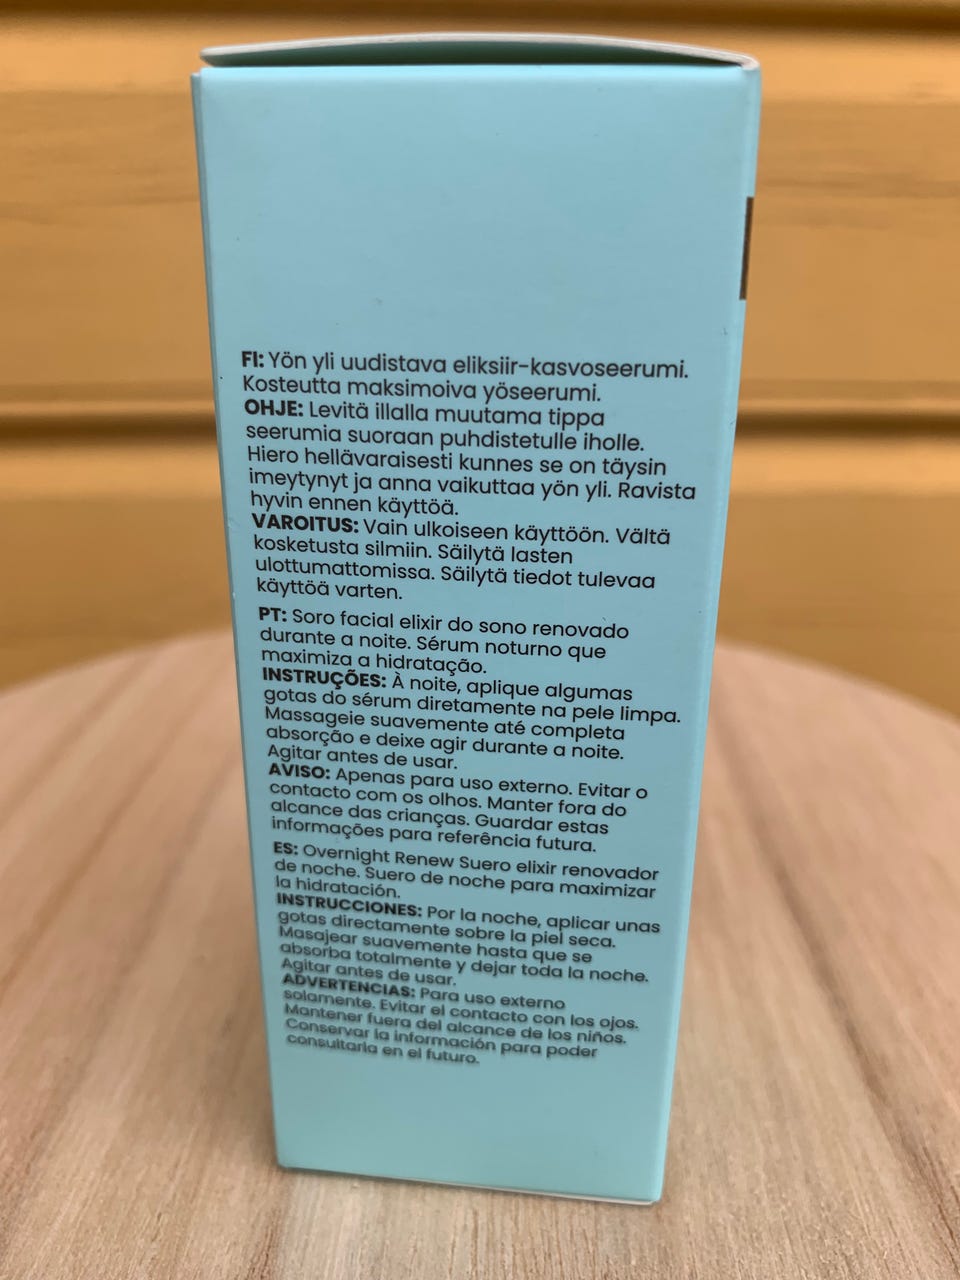 FI: Yön yli uudistava eliksiir-kasvoseerumi.
Kosteutta maksimoiva yöseerumi.
OHJE: Levitä illalla muutama tippa
seerumia suoraan puhdistetulle iholle.
Hiero hellävaraisesti kunnes se on täysin
imeytynyt ja anna vaikuttaa yön yli. Ravista
hyvin ennen käyttöä.
VAROITUS: Vain ulkoiseen käyttöön. Vältä
kosketusta silmiin. Säilytä lasten
ulottumattomissa. Säilytä tiedot tulevaa
käyttöä varten.
PT: Soro facial elixir do sono renovado
durante a noite. Sérum noturno que
maximiza a hidratação.
INSTRUÇÕES: À noite, aplique algumas
gotas do sérum diretamente na pele limpa.
Massageie suavemente até completa
absorção e deixe agir durante a noite.
Agitar antes de usar.
AVISO: Apenas para uso externo. Evitar o
contacto com os olhos. Manter fora do
alcance das crianças. Guardar estas
informações para referência futura.
ES: Overnight Renew Suero elixir renovador
de noche. Suero de noche para maximizar
la hidratación.
INSTRUCCIONES: Por la noche, aplicar unas
gotas directamente sobre la piel seca.
Masajear suavemente hasta que se
absorba totalmente y dejar toda la noche.
Agitar antes de usar.
ADVERTENCIAS: Para uso externo
solamente. Evitar el contacto con los ojos.
Mantener fuera del alcance de los niños.
Conservar la información para poder
consultarla en el futuro.